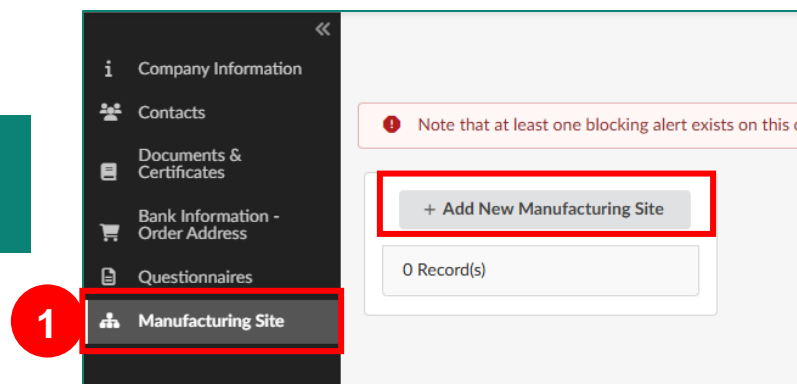 Company Information
Contacts
Documents &
Certificates
Bank Information -
Order Address
Questionnaires
1
Manufacturing Site
Note that at least one blocking alert exists on this
+ Add New Manufacturing Site
0 Record(s)